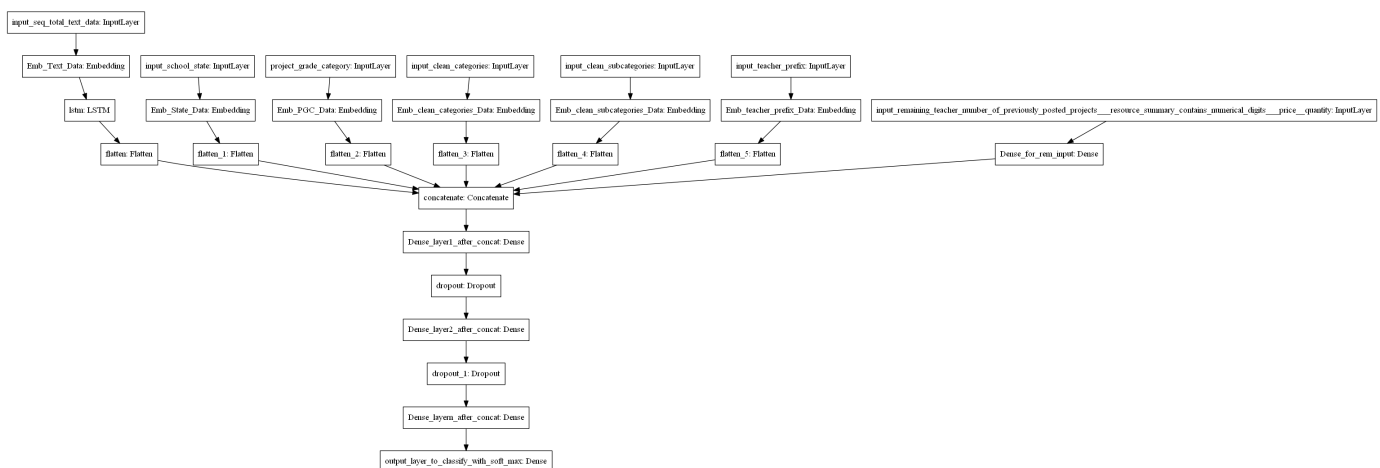 input_seq_total_text_data: InputLayer
Emb_Text_Data: Embedding
input_school_state: InputLayer
project_grade_category: InputLayer
input_clean_categories: InputLayer
input_clean_subcategories: InputLayer
input_teacher_prefix: InputLayer
lstm: LSTM
Emb_State_Data: Embedding
Emb_PGC_Data: Embedding
Emb_clean_categories_Data: Embedding
Emb_clean_subcategories_Data: Embedding
Emb_teacher_prefix_Data: Embedding
input_remaining_teacher_number_of_previously_posted_projects___resource_summary_contains_numerical_digits___price__quantity: InputLayer
flatten: Flatten
flatten_1: Flatten
flatten_2: Flatten
flatten_3: Flatten
flatten_4: Flatten
flatten_5: Flatten
Dense_for_rem_input: Dense
concatenate: Concatenate
Dense_layer1_after_concat: Dense
dropout: Dropout
Dense_layer2_after_concat: Dense
dropout_1: Dropout
Dense_layern_after_concat: Dense
output_layer_to_classify_with_soft_max: Dense